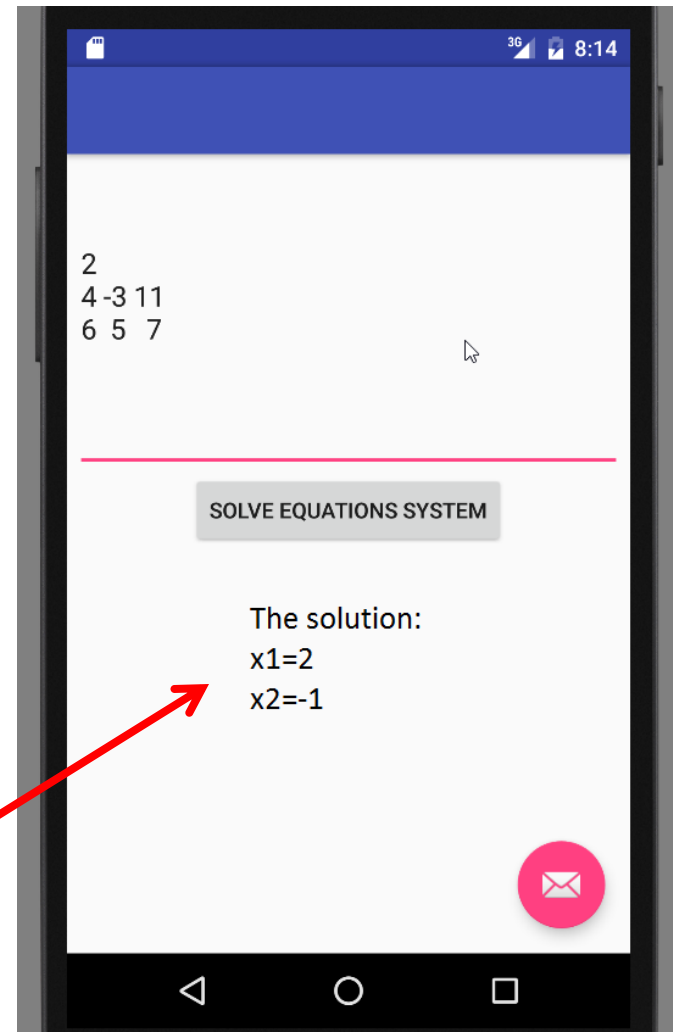 3G 8:14
2
4 -3 11
6 5 7
SOLVE EQUATIONS SYSTEM
The solution:
x1=2
x2=-1